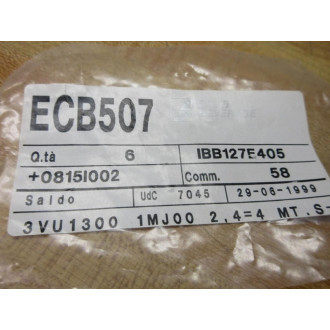 ECB507
Q.tà 6 IBB127E405
+0815I002 Comm. 58
Saldo UdC 7045 29-06-1999
3VU1300 1MJ00 2,4=4 MT.S-